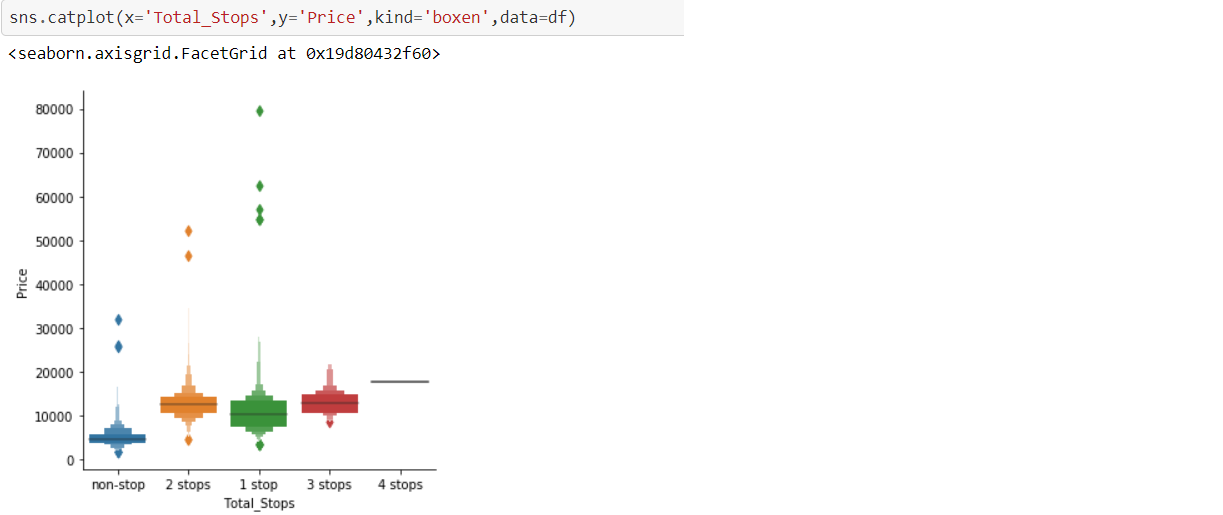 sns.catplot(x='Total_Stops',y='Price',kind='boxen',data=df)
<seaborn.axisgrid.FacetGrid at 0x19d80432f60>
80000
70000
60000
50000
40000
30000
20000
10000
0
Price
non-stop 2 stops 1 stop 3 stops 4 stops
Total_Stops